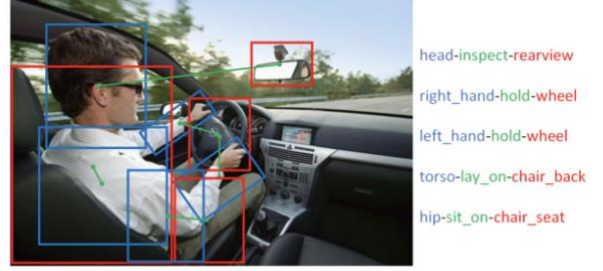 head-inspect-rearview
right_hand-hold-wheel
left_hand-hold-wheel
torso-lay_on-chair_back
hip-sit_on-chair_seat